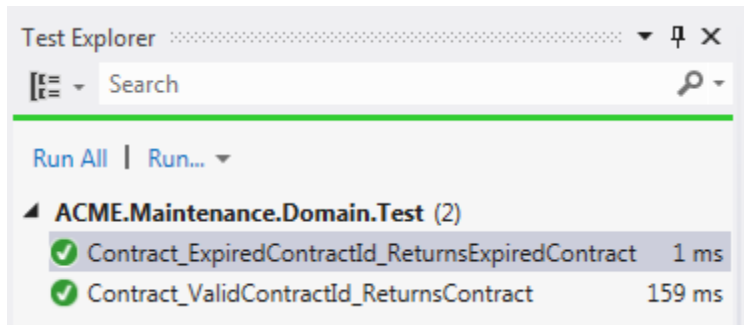 Test Explorer
Search
Run All | Run...
ACME.Maintenance.Domain.Test (2)
Contract_ExpiredContractId_ReturnsExpiredContract 1 ms
Contract_ValidContractId_ReturnsContract 159 ms